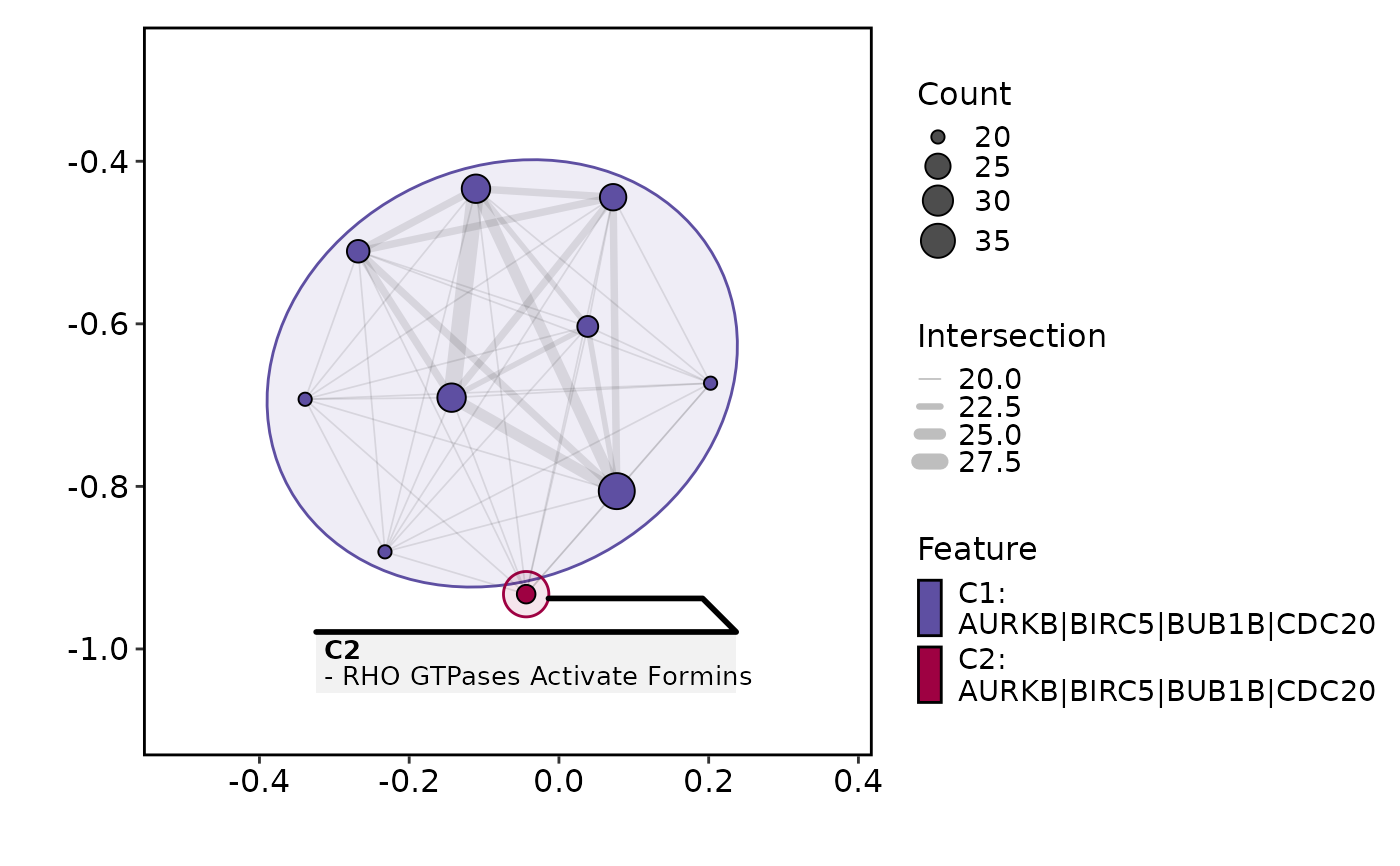 -0.4
-0.6
-0.8
-1.0
-0.4
-0.2
0.0
0.2
0.4
C2
- RHO GTPases Activate Formins
Count
20
25
30
35
Intersection
20.0
22.5
25.0
27.5
Feature
C1:
AURKB|BIRC5|BUB1B|CDC20
C2:
AURKB|BIRC5|BUB1B|CDC20